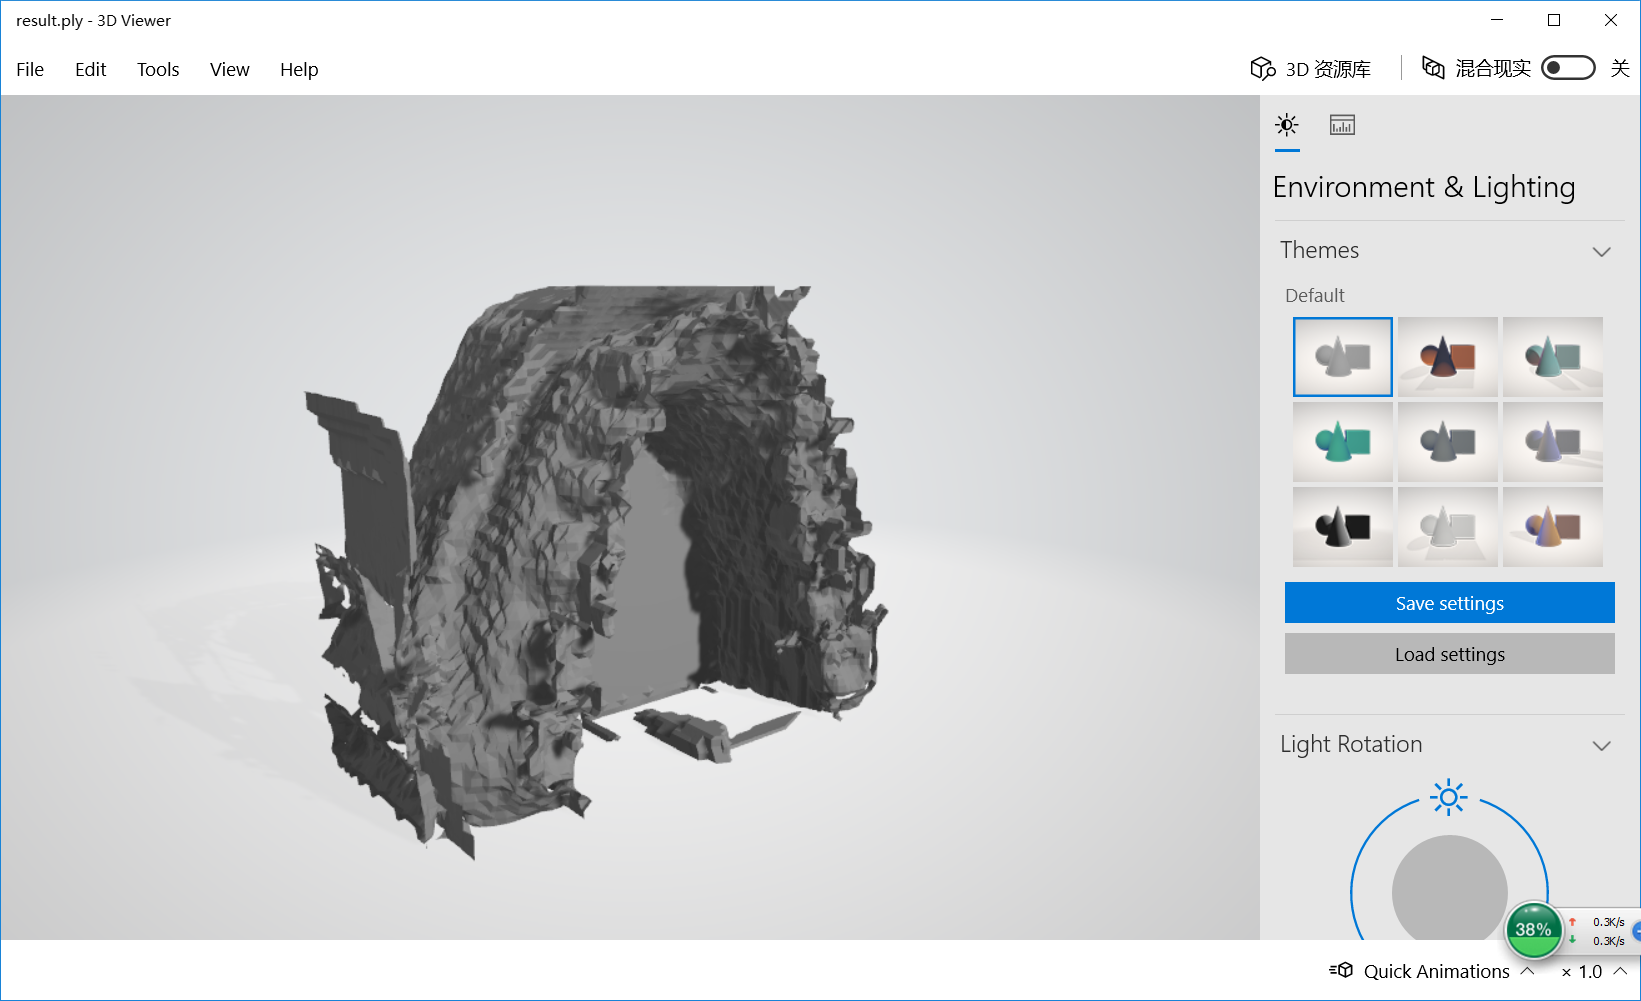 result.ply - 3D Viewer
File Edit Tools View Help
3D 资源库 混合现实 关
Environment & Lighting
Themes
Default
Save settings
Load settings
Light Rotation
38%
0.3K/s
0.3K/s
Quick Animations × 1.0